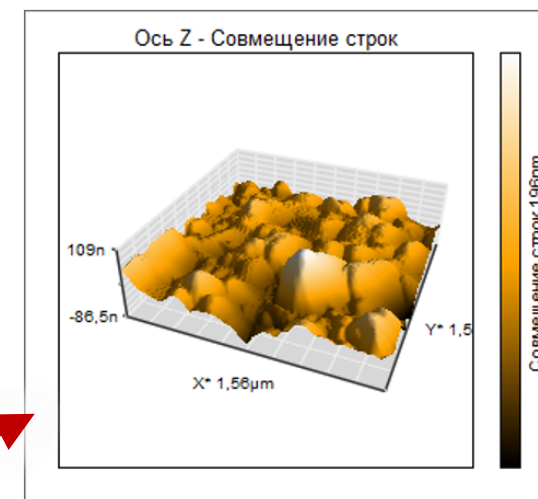 Ось Z - Совмещение строк
109n
-86,5n
X* 1,56µm
Y* 1,5
Совмещение строк 196nm